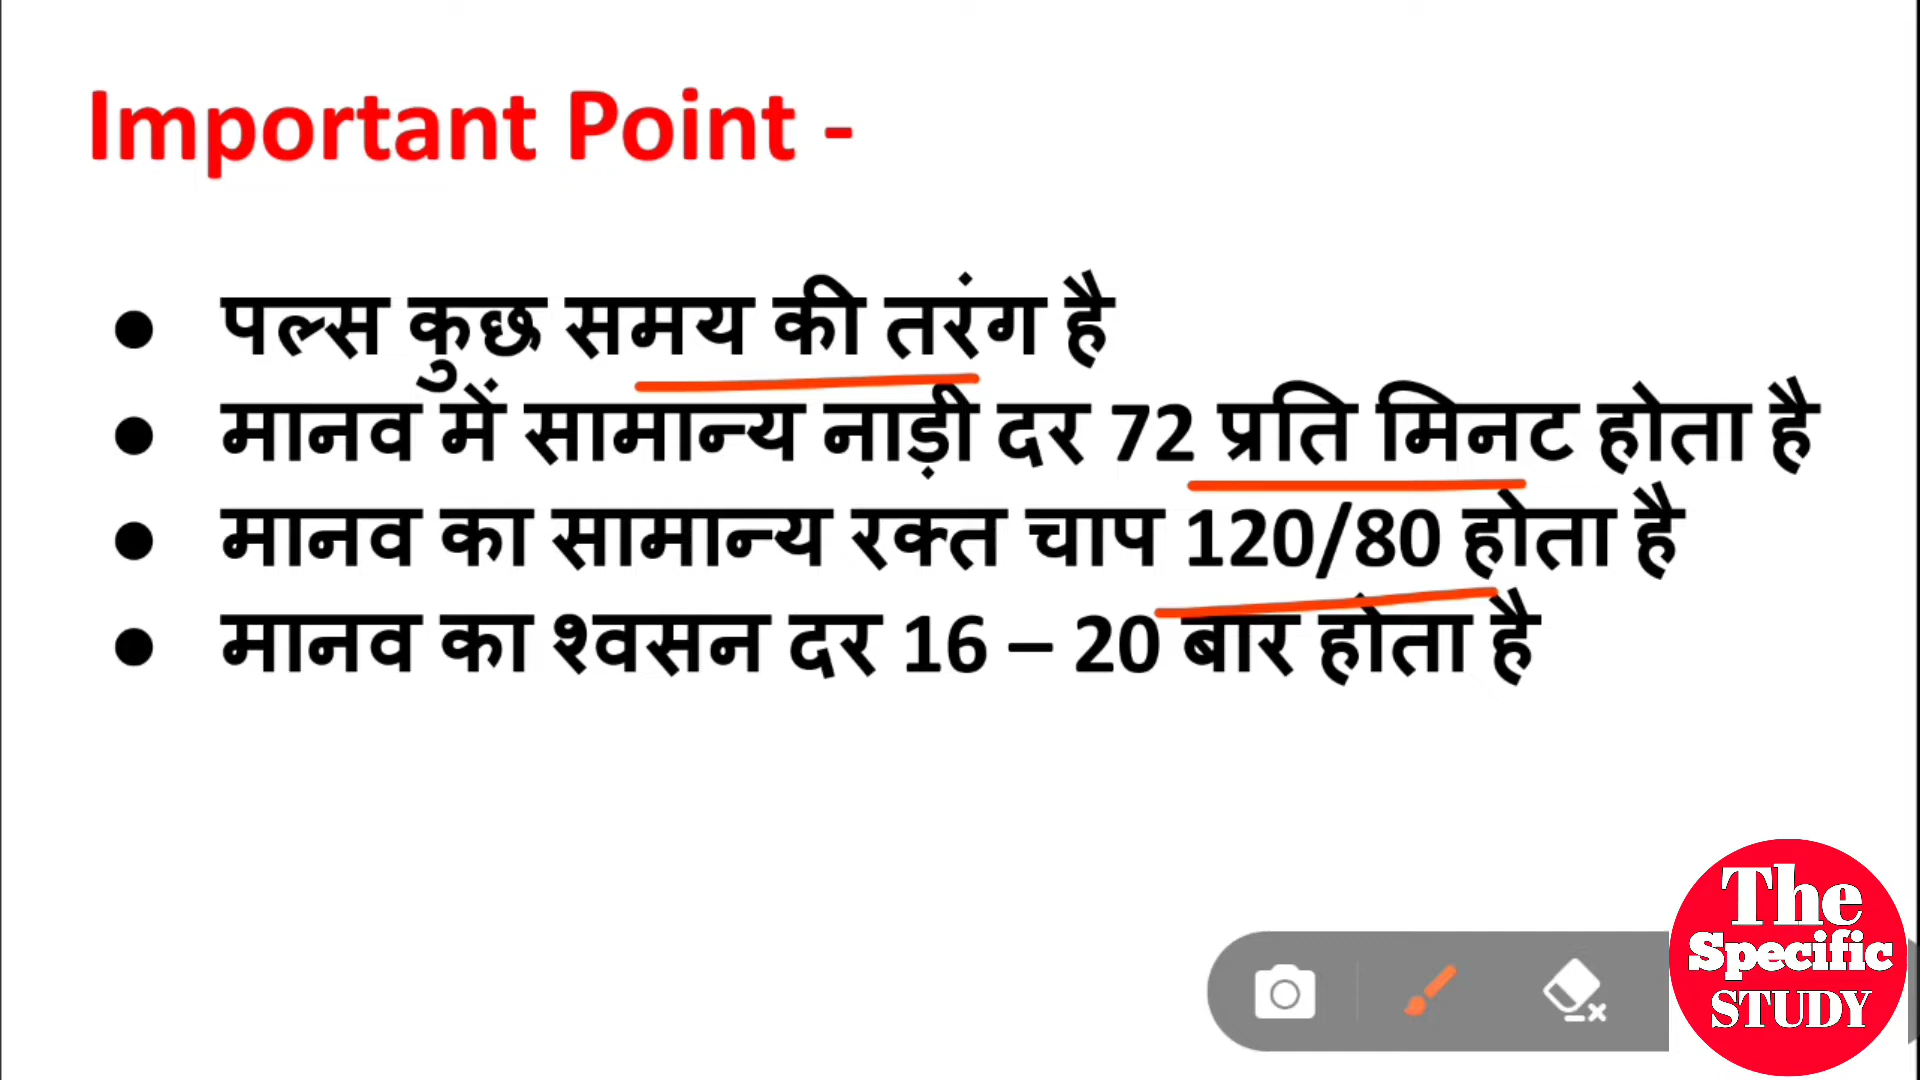 Important Point -
● पल्स कुछ समय की तरंग है
● मानव में सामान्य नाड़ी दर 72 प्रति मिनट होता है
● मानव का सामान्य रक्त चाप 120/80 होता है
● मानव का श्वसन दर 16 – 20 बार होता है
The
Specific
STUDY